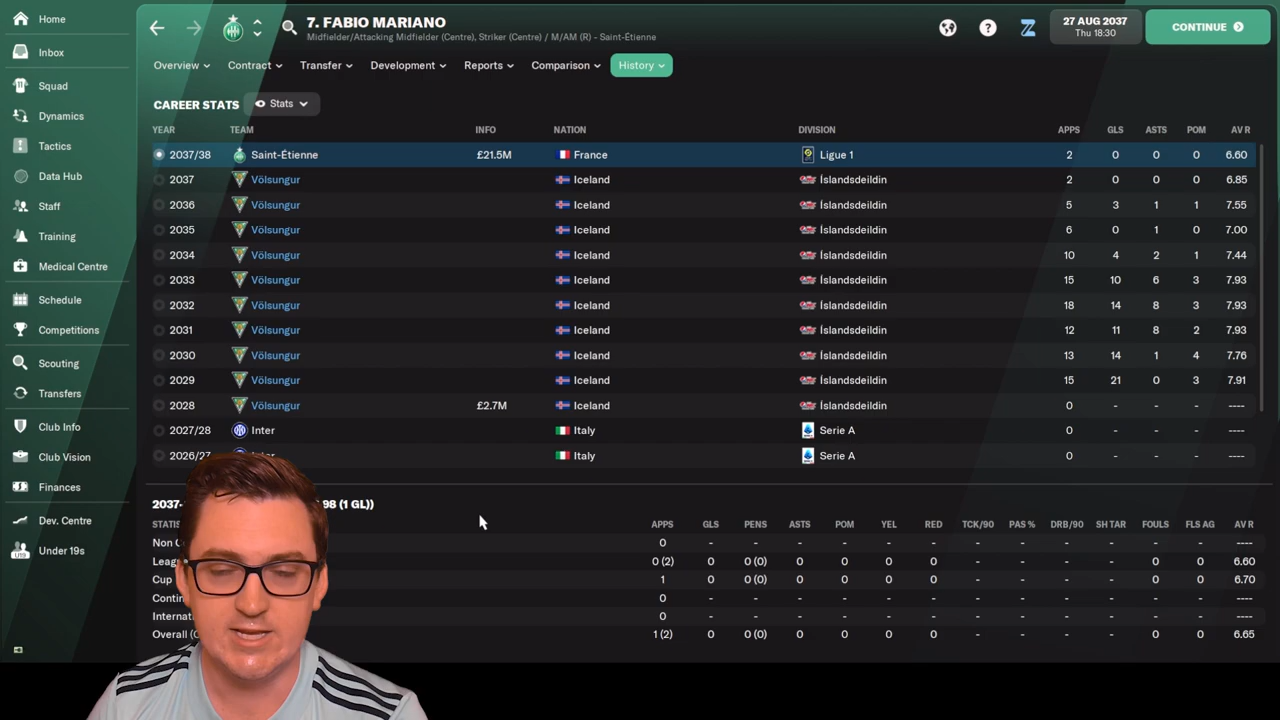 Home
Inbox
Squad
Dynamics
Tactics
Data Hub
Staff
Training
Medical Centre
Schedule
Competitions
Scouting
Transfers
Club Info
Club Vision
Finances
Dev. Centre
Under 19s
7. FABIO MARIANO
Midfielder/Attacking Midfielder (Centre), Striker (Centre) / M/AM (R) - Saint-Étienne
27 AUG 2037
Thu 18:30
CONTINUE
Overview Contract Transfer Development Reports Comparison History
CAREER STATS Stats
YEAR TEAM INFO NATION DIVISION APPS GLS ASTS POM AV R
2037/38 Saint-Étienne £21.5M France Ligue 1 2 0 0 0 6.60
2037 Völsungur Iceland Íslandsdeildin 2 0 0 0 6.85
2036 Völsungur Iceland Íslandsdeildin 5 3 1 1 7.55
2035 Völsungur Iceland Íslandsdeildin 6 0 1 0 7.00
2034 Völsungur Iceland Íslandsdeildin 10 4 2 1 7.44
2033 Völsungur Iceland Íslandsdeildin 15 10 6 3 7.93
2032 Völsungur Iceland Íslandsdeildin 18 14 8 3 7.93
2031 Völsungur Iceland Íslandsdeildin 12 11 8 2 7.93
2030 Völsungur Iceland Íslandsdeildin 13 14 1 4 7.76
2029 Völsungur Iceland Íslandsdeildin 15 21 0 3 7.91
2028 Völsungur £2.7M Iceland Íslandsdeildin 0 - - - ----
2027/28 Inter Italy Serie A 0 - - - ----
2026/27 Italy Serie A 0 - - - ----
98 (1 GL))
APPS GLS PENS ASTS POM YEL RED TCK/90 PAS % DRB/90 SH TAR FOULS FLS AG AV R
Non 0 - - - - - - - - - - - - ----
0 (2) 0 0 (0) 0 0 0 0 - - - - 0 0 6.60
Cup 1 0 0 (0) 0 0 0 0 - - - - 0 0 6.70
0 - - - - - - - - - - - - ----
0 - - - - - - - - - - - - ----
Overall 1 (2) 0 0 (0) 0 0 0 0 - - - - 0 0 6.65